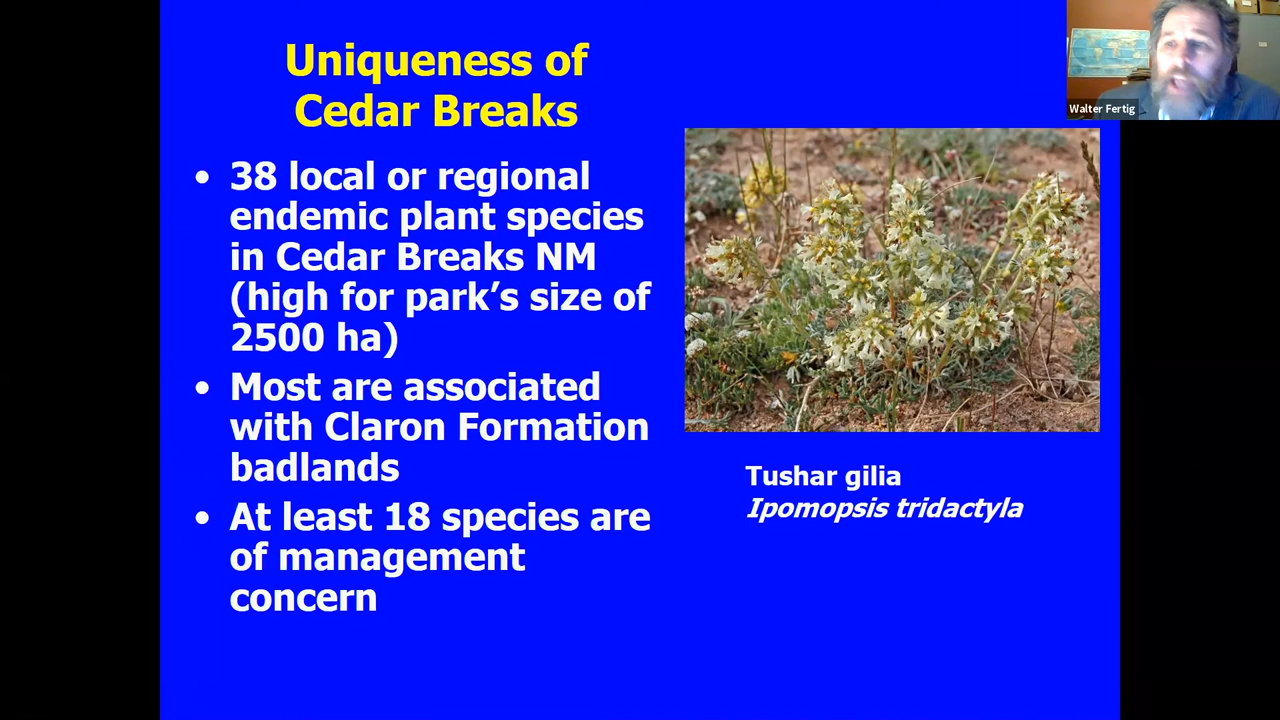 Uniqueness of
Cedar Breaks
• 38 local or regional
endemic plant species
in Cedar Breaks NM
(high for park’s size of
2500 ha)
• Most are associated
with Claron Formation
badlands
• At least 18 species are
of management
concern
Tushar gilia
Ipomopsis tridactyla
Walter Fertig